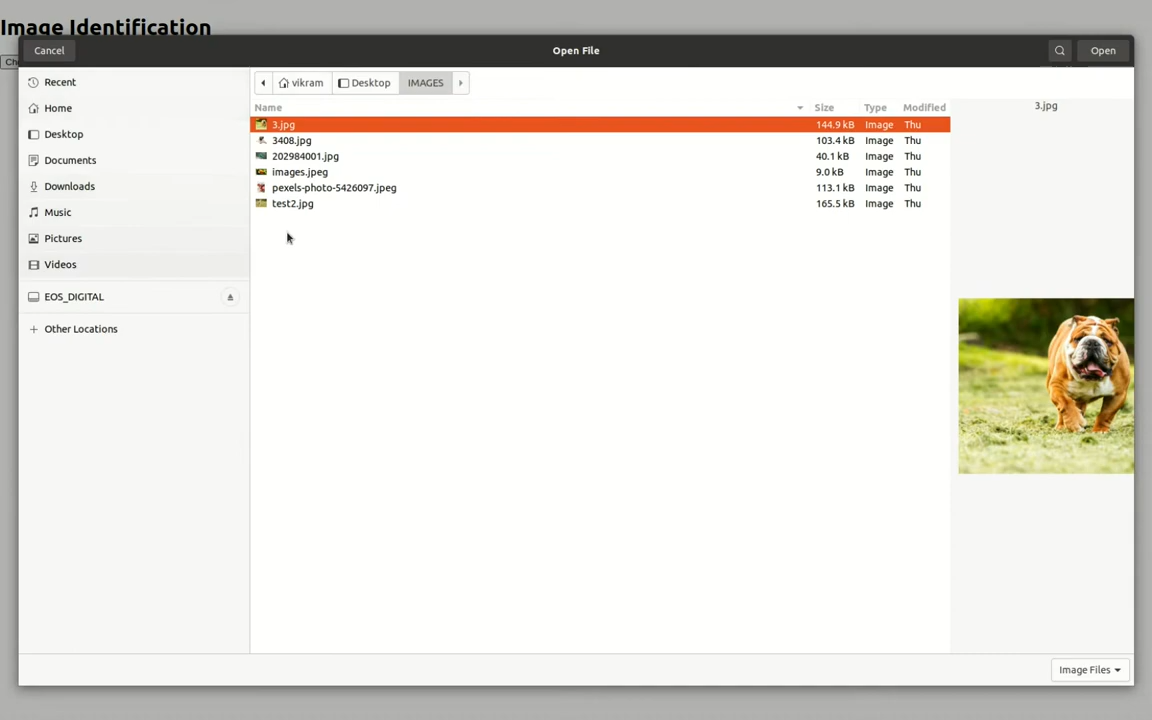 Image Identification
Ch
Cancel
Open File
Open
Recent
Home
Desktop
Documents
Downloads
Music
Pictures
Videos
EOS_DIGITAL
Other Locations
vikram Desktop IMAGES
Name Size Type Modified
3.jpg 144.9 kB Image Thu
3408.jpg 103.4 kB Image Thu
202984001.jpg 40.1 kB Image Thu
images.jpeg 9.0 kB Image Thu
pexels-photo-5426097.jpeg 113.1 kB Image Thu
test2.jpg 165.5 kB Image Thu
3.jpg
Image Files